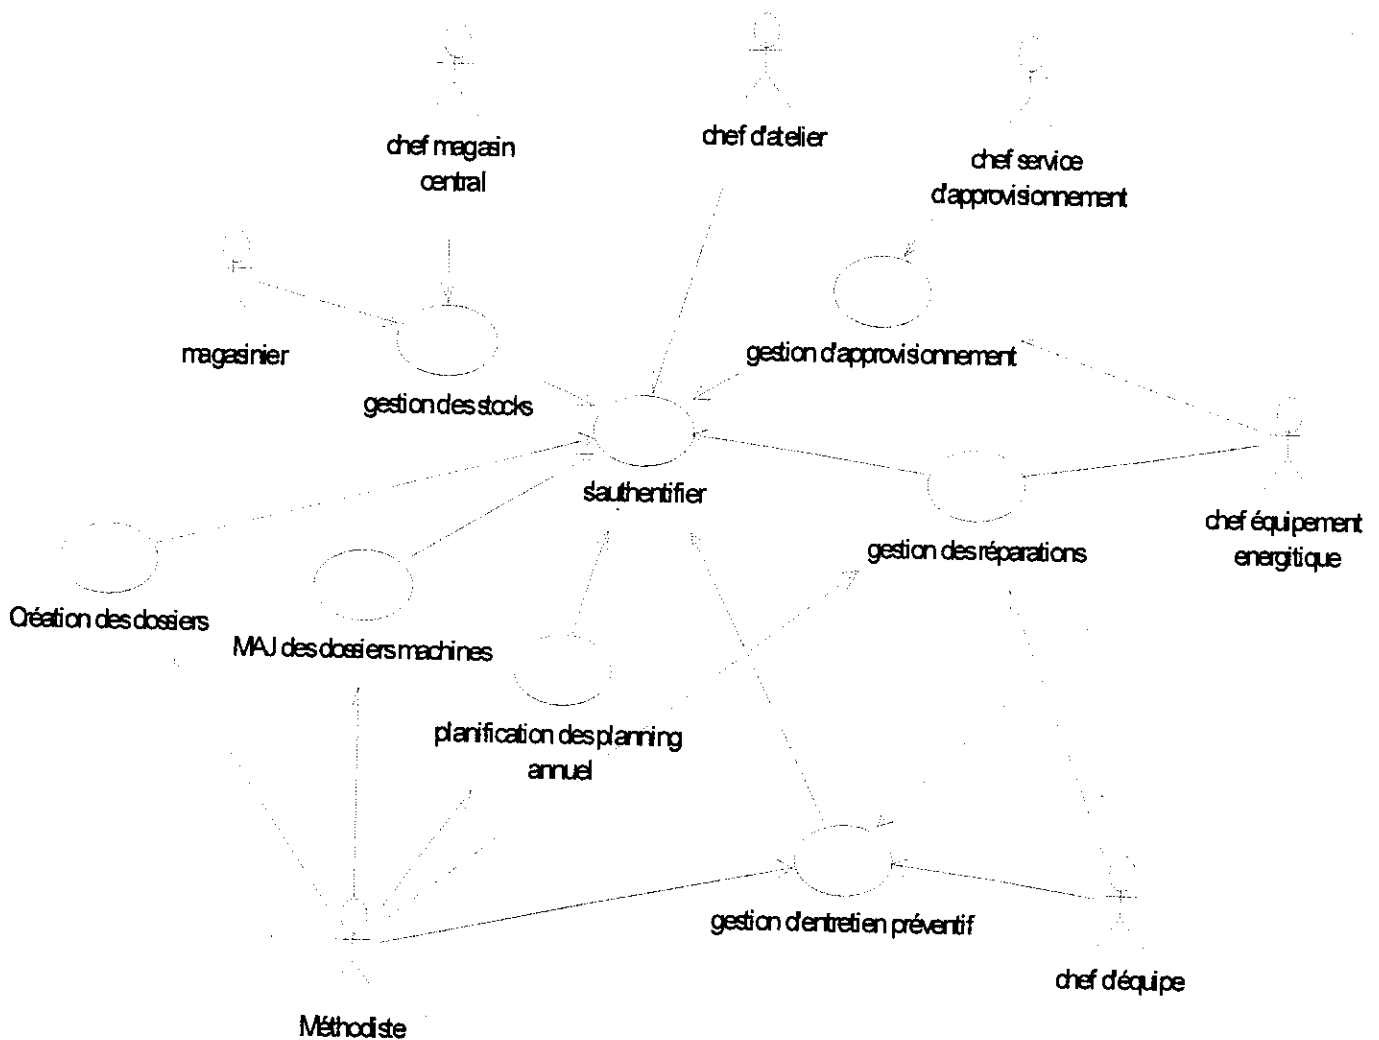 chef d'atelier
chef magasin
central
chef service
d'approvisionnement
magasinier
gestion d'approvisionnement
gestion des stocks
s'authentifier
chef équipement
energitique
gestion des réparations
Création des dossiers
MAJ des dossiers machines
planification des planning
annuel
gestion d'entretien préventif
chef d'équipe
Méthodiste